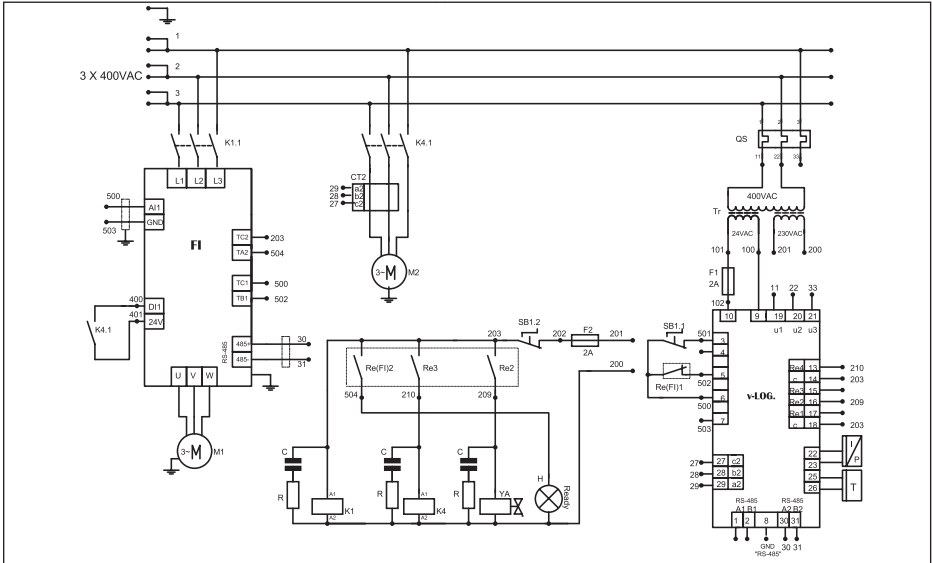 1
2
3 X 400VAC
3
K1.1
K4.1
1 2 3
QS
11 22 33
L1 L2 L3
CT2
29 a2
28 b2
27 c2
400VAC
Tr
24VAC 230VAC
500
AI1
503
GND
FI
TC2 203
TA2 504
TC1 500
TB1 502
3~M M2
101 100 201 200
F1
2A
102
11 22 33
10 9 19 20 21
u1 u2 u3
400
DI1
401
24V
K4.1
RS-485
485+ 30
485- 31
U V W
3~M M1
203 SB1.2 202 F2 201
2A
200
Re(FI)2 Re3 Re2
504 210 209
SB1.1 501
3
4
5
Re(FI)1 502
6
500
7
503
v-LOG.
Re4 13 210
c 14 203
Re3 15
Re2 16 209
Re1 17
c 18 203
22
23
I
P
25
26
T
27 27 c2
28 28 b2
29 29 a2
C C C
R R R
A1 A1
K1 K4 YA
A2 A2
H
Ready
RS-485 RS-485
A1 B1 A2 B2
1 2 8 30 31
GND 30 31
"RS-485"